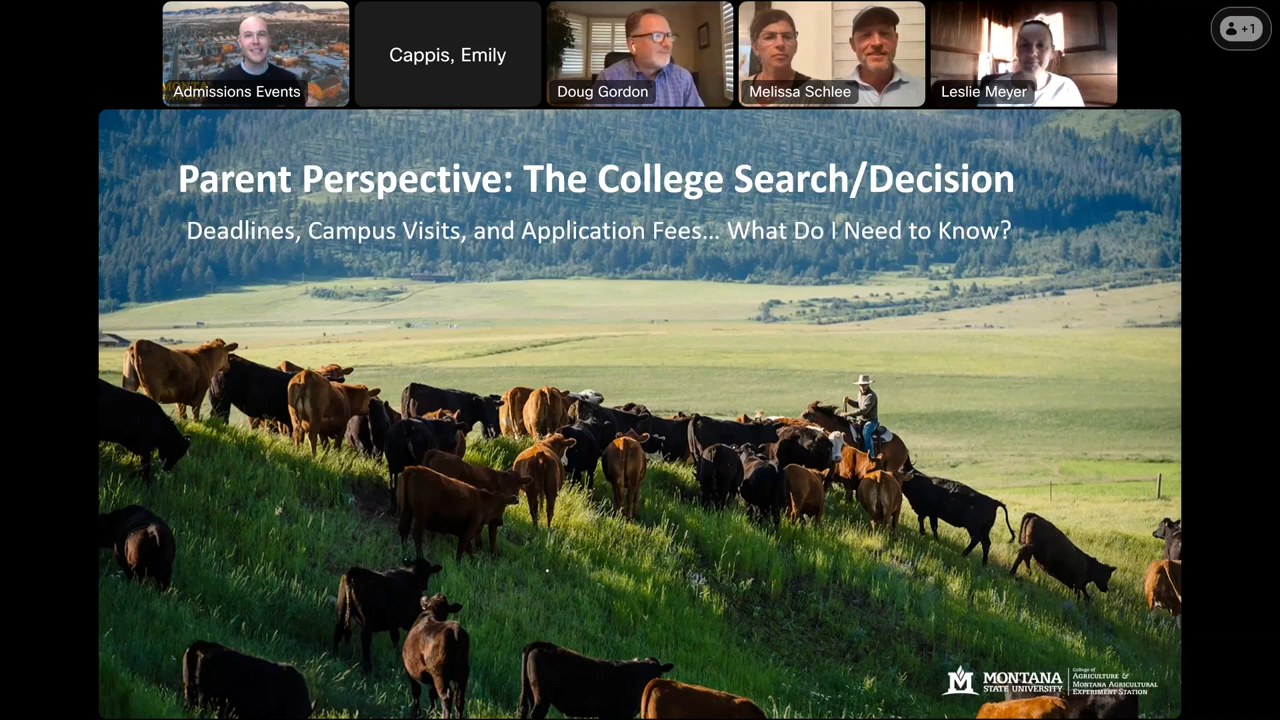 Admissions Events
Cappis, Emily
Doug Gordon
Melissa Schlee
Leslie Meyer
+1
Parent Perspective: The College Search/Decision
Deadlines, Campus Visits, and Application Fees... What Do I Need to Know?
MONTANA
STATE UNIVERSITY
College of
AGRICULTURE &
MONTANA AGRICULTURAL
EXPERIMENT STATION